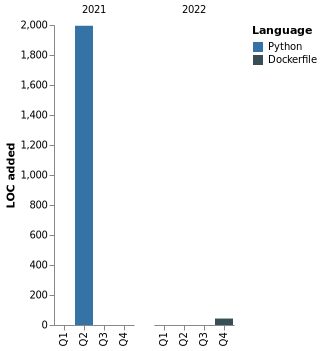 2021
2022
Language
Python
Dockerfile
LOC added
2,000
1,800
1,600
1,400
1,200
1,000
800
600
400
200
0
Q1
Q2
Q3
Q4
Q1
Q2
Q3
Q4